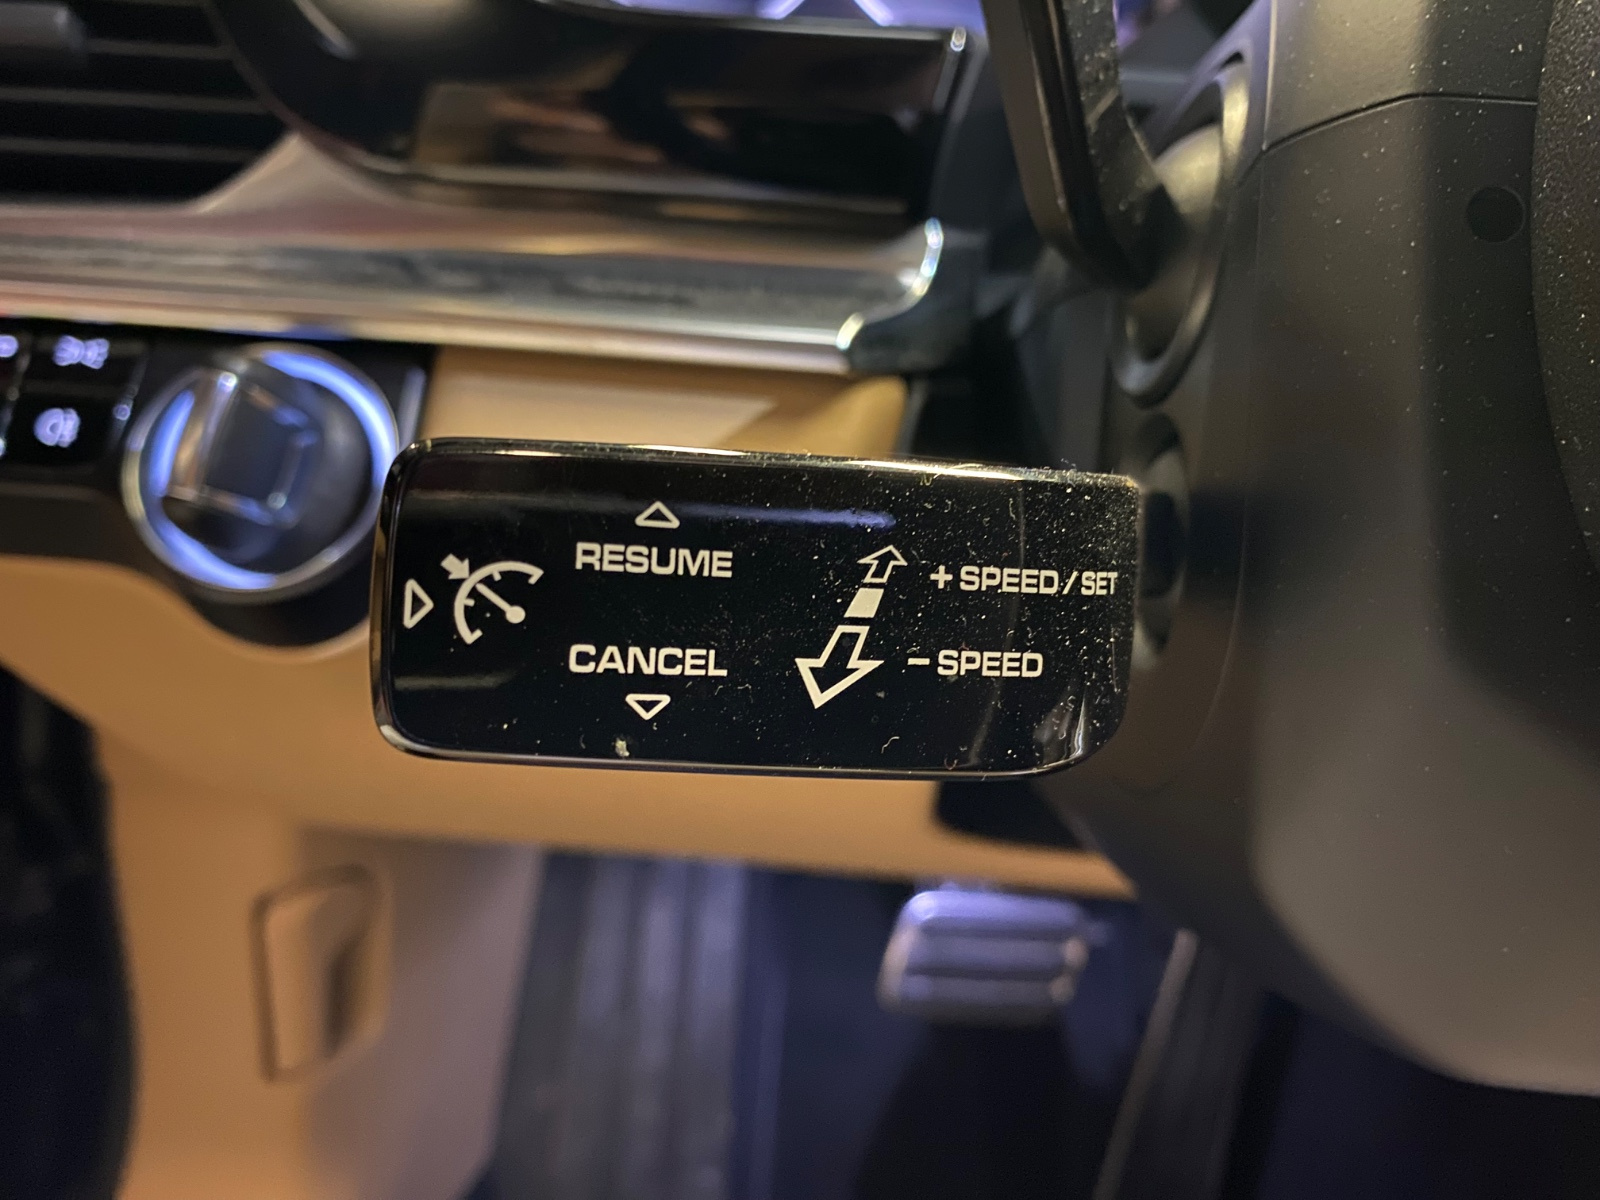 RESUME
+ SPEED / SET
CANCEL
- SPEED